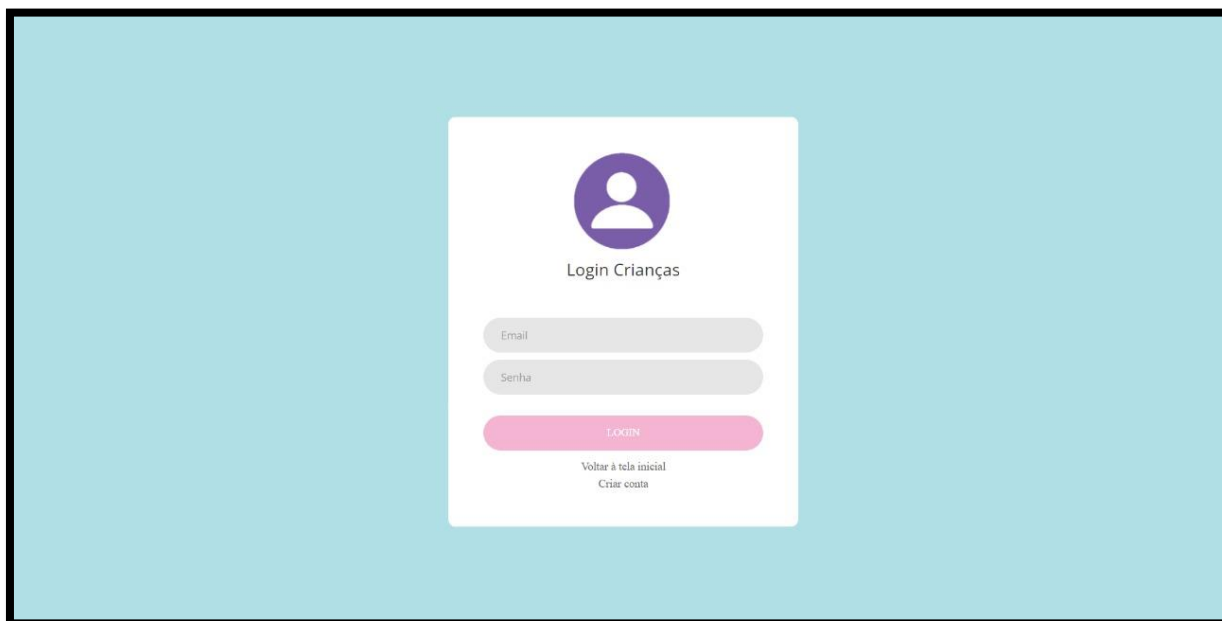 Login Crianças
Email
Senha
LOGIN
Voltar à tela inicial
Criar conta